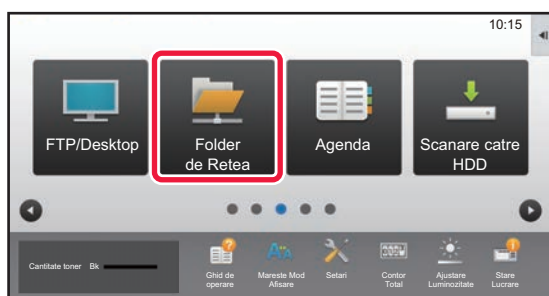 10:15
FTP/Desktop
Folder
de Retea
Agenda
Scanare catre
HDD
Cantitate toner Bk
Ghid de
operare
Mareste Mod
Afisare
Setari
Contor
Total
Ajustare
Luminozitate
Stare
Lucrare